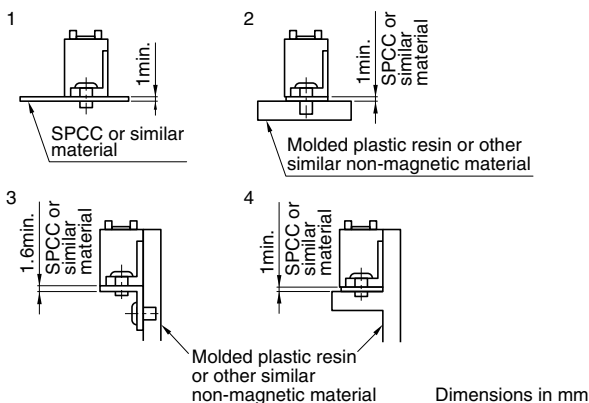 1
1min.
SPCC or similar
material
2
1min.
SPCC or
similar
material
Molded plastic resin or other
similar non-magnetic material
3
1.6min.
SPCC or
similar
material
4
1min.
SPCC or
similar
material
Molded plastic resin
or other similar
non-magnetic material
Dimensions in mm